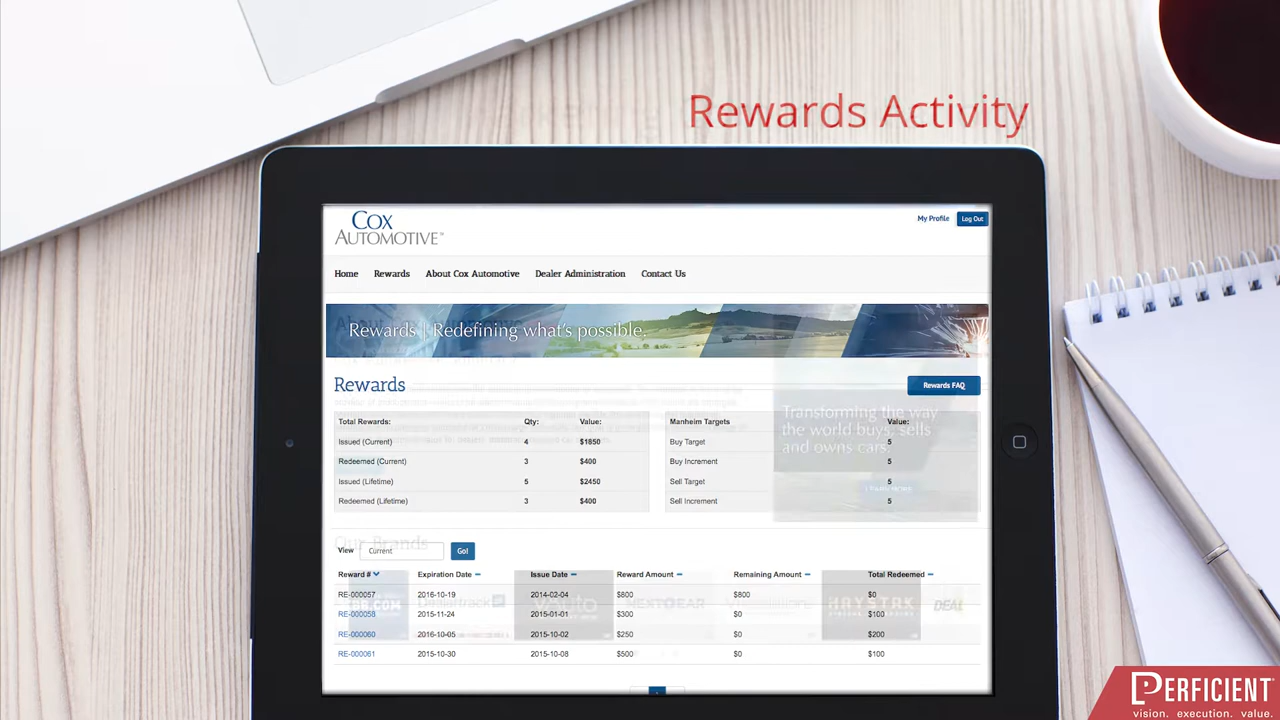 Rewards Activity
COX
AUTOMOTIVE™
My Profile
Log Out
Home Rewards About Cox Automotive Dealer Administration Contact Us
Rewards | Redefining what's possible.
Rewards
Rewards FAQ
Total Rewards: Qty: Value:
Issued (Current) 4 $1850
Redeemed (Current) 3 $400
Issued (Lifetime) 5 $2450
Redeemed (Lifetime) 3 $400
Manheim Targets Value:
Buy Target 5
Buy Increment 5
Sell Target 5
Sell Increment 5
Transforming the way
the world buys, sells
and owns cars.
Our Brands
View Current Go!
Reward # Expiration Date Issue Date Reward Amount Remaining Amount Total Redeemed
RE-000057 2016-10-19 2014-02-04 $800 $800 $0
RE-000058 2015-11-24 2015-01-01 $300 $0 $100
RE-000060 2016-10-05 2015-10-02 $250 $0 $200
RE-000061 2015-10-30 2015-10-08 $500 $0 $100
PERFICIENT
vision. execution. value.